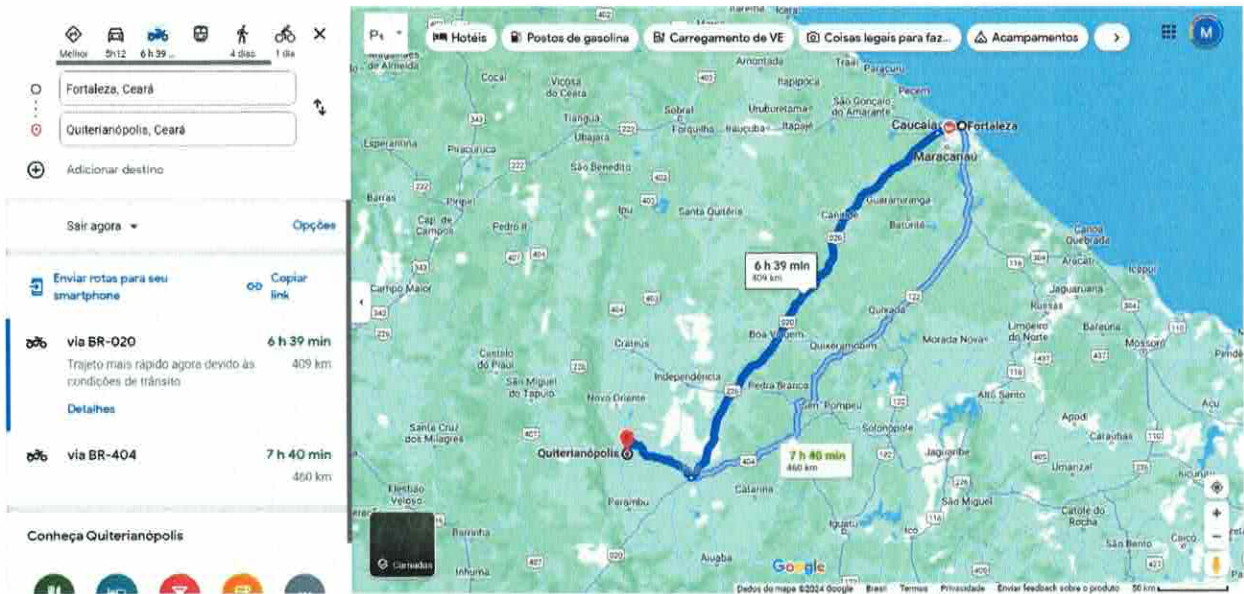 Melhor
5h12
6 h 39 ...
4 dias
1 dia
Fortaleza, Ceará
Quiterianópolis, Ceará
Adicionar destino
Sair agora
Opções
Enviar rotas para seu
smartphone
Copiar
link
via BR-020
6 h 39 min
Trajeto mais rápido agora devido às
condições de trânsito
409 km
Detalhes
via BR-404
7 h 40 min
460 km
Conheça Quiterianópolis
Hotéis
Postos de gasolina
Carregamento de VE
Coisas legais para faz...
Acampamentos
M
de Almeida
Cocal
Viçosa
do Ceará
Amontada
Trairi
Paracuru
Itapipoca
Pecém
Tianguá
Ubajara
Sobral
Forquilha
Irauçuba
Uruburetama
Itapajé
São Gonçalo
do Amarante
Caucaia
Fortaleza
Maracanaú
Esperantina
Piracuruca
São Benedito
Barras
Piripiri
Cap. de
Campos
Pedro II
Ipu
Santa Quitéria
Canindé
Guaramiranga
Baturité
Canoa
Quebrada
Aracati
Icapuí
Campo Maior
6 h 39 min
409 km
Jaguaruana
Russas
Quixadá
Boa Viagem
Quixeramobim
Morada Nova
Limoeiro
do Norte
Baraúna
Mossoró
Crateús
Castelo
do Piauí
São Miguel
do Tapuio
Independência
Novo Oriente
Pedra Branca
Sen. Pompeu
Alto Santo
Apodi
Açu
Santa Cruz
dos Milagres
Solonópole
Caraúbas
Quiterianópolis
7 h 40 min
460 km
Jaguaribe
Umarizal
Elesbão
Veloso
Parambu
Catarina
São Miguel
Catolé do
Rocha
Barrinha
Iguatu
Icó
São Bento
Caicó
Inhuma
Aiuaba
Camadas
Google
Dados do mapa ©2024 Google
Brasil
Termos
Privacidade
Enviar feedback sobre o produto
50 km